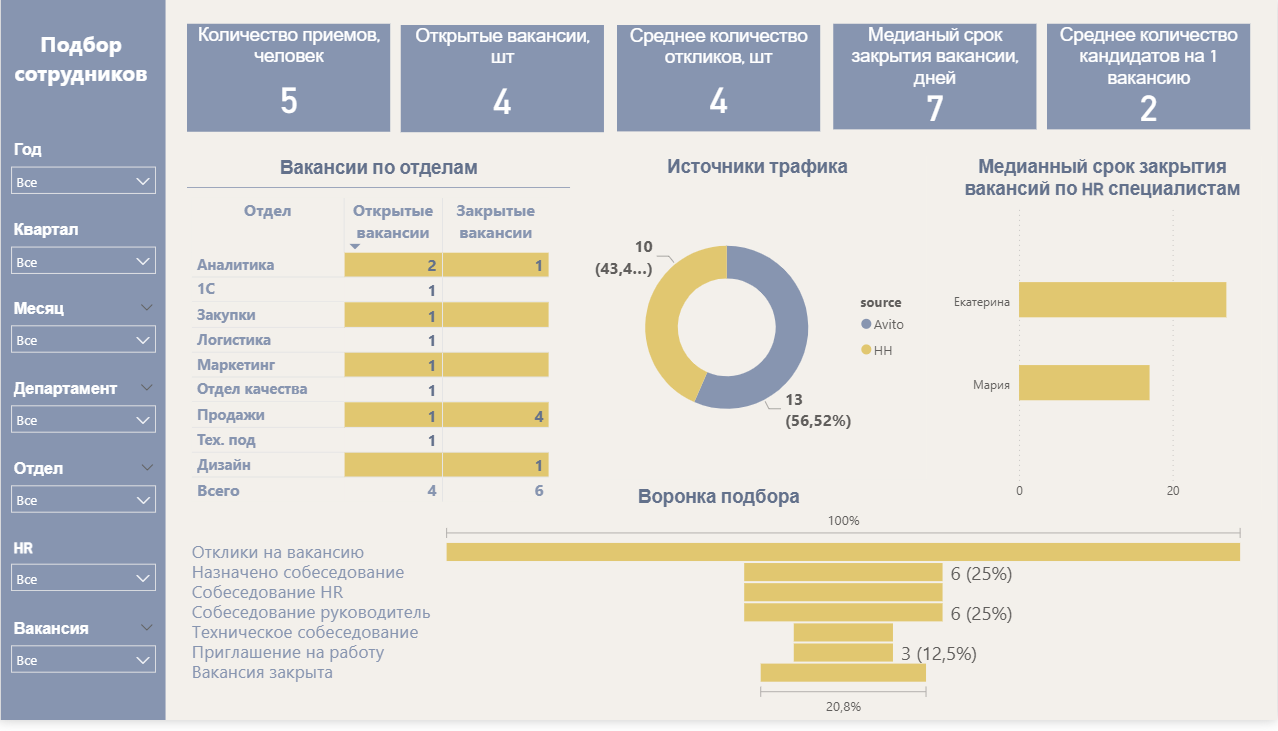 Подбор
сотрудников
Год
Все
Квартал
Все
Месяц
Все
Департамент
Все
Отдел
Все
HR
Все
Вакансия
Все
Количество приемов,
человек
5
Открытые вакансии,
шт
4
Среднее количество
откликов, шт
4
Медианый срок
закрытия вакансии,
дней
7
Среднее количество
кандидатов на 1
вакансию
2
Вакансии по отделам
Отдел Открытые вакансии Закрытые вакансии
Аналитика 2 1
1С 1
Закупки 1
Логистика 1
Маркетинг 1
Отдел качества 1
Продажи 1 4
Тех. под 1
Дизайн 1
Всего 4 6
Источники трафика
10
(43,4...)
13
(56,52%)
source
Avito
HH
Медианный срок закрытия
вакансий по HR специалистам
Екатерина
Мария
0 20
Воронка подбора
100%
Отклики на вакансию
Назначено собеседование 6 (25%)
Собеседование HR
Собеседование руководитель 6 (25%)
Техническое собеседование
Приглашение на работу 3 (12,5%)
Вакансия закрыта
20,8%